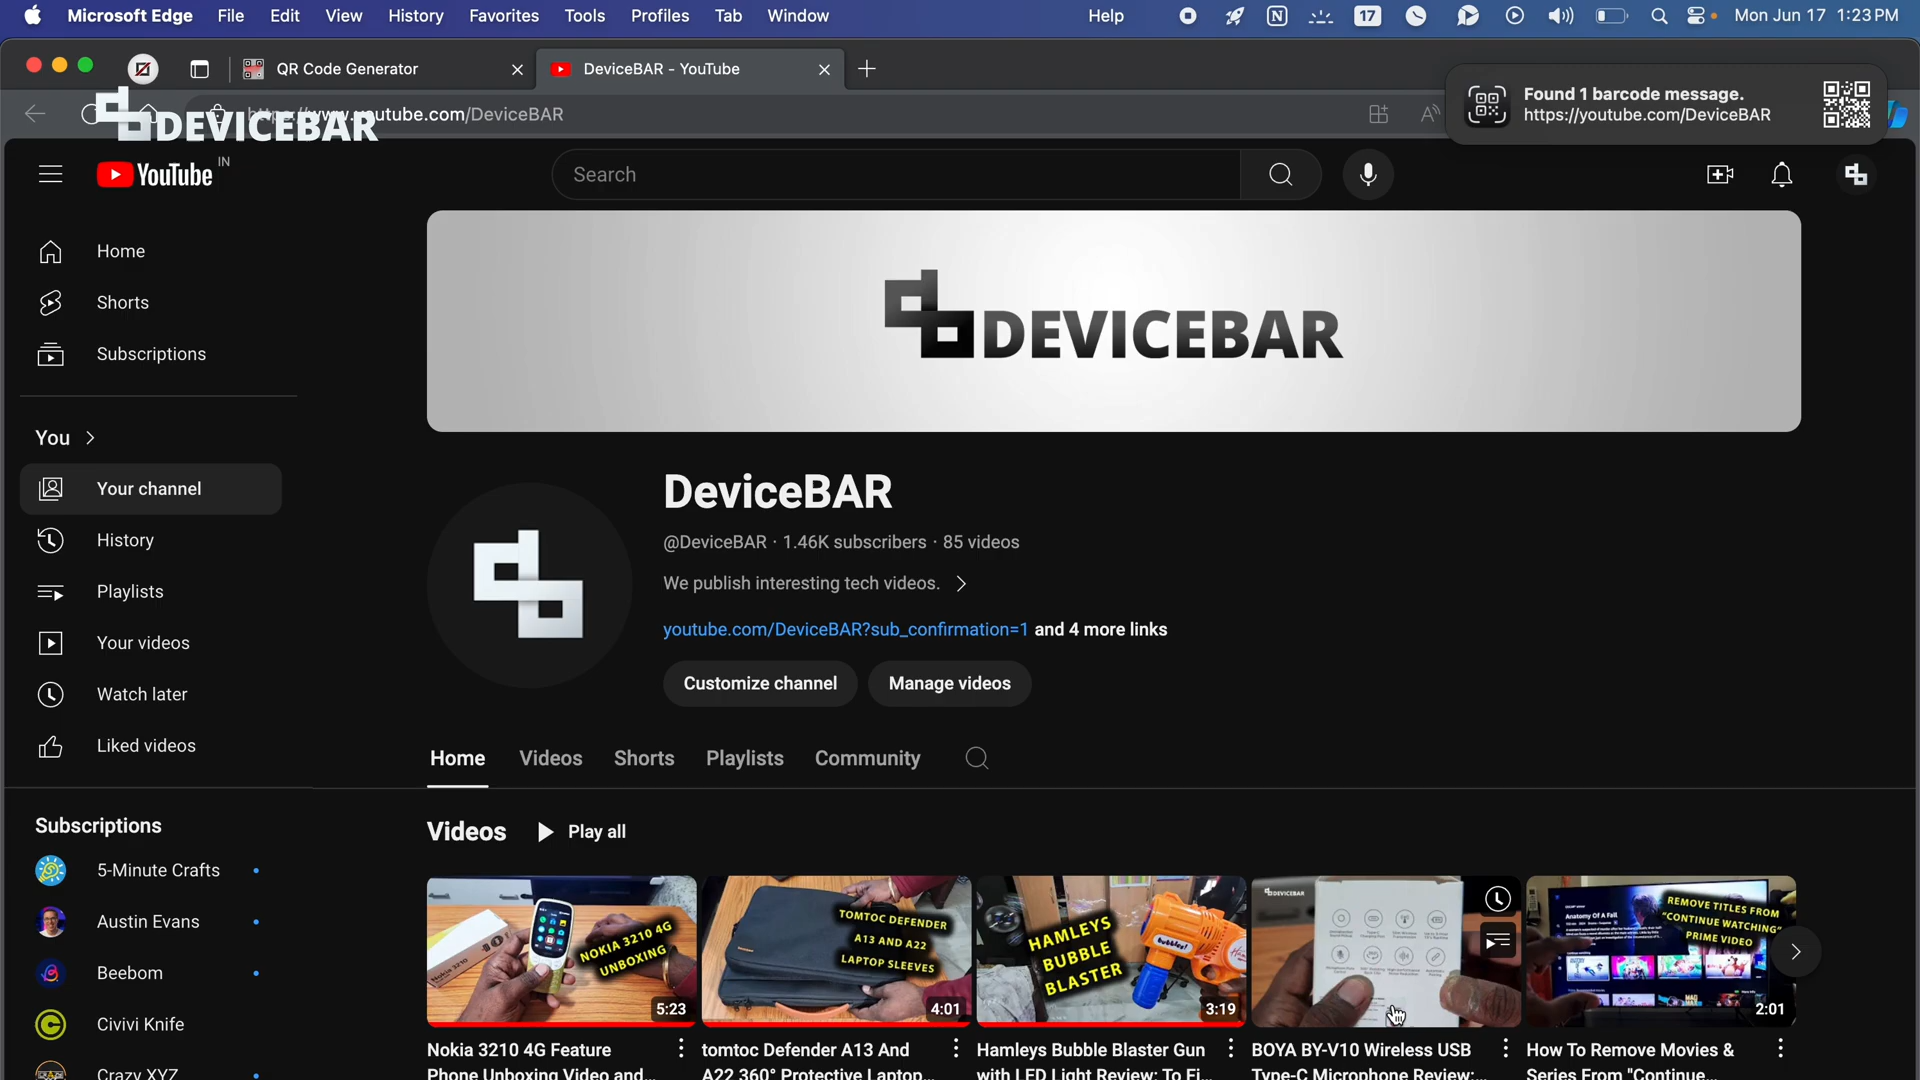 Microsoft Edge File Edit View History Favorites Tools Profiles Tab Window Help 17 Mon Jun 17 1:23 PM
QR Code Generator DeviceBAR - YouTube
https://www.youtube.com/DeviceBAR
DEVICEBAR
Found 1 barcode message.
https://youtube.com/DeviceBAR
YouTube IN
Search
Home
Shorts
Subscriptions
You
Your channel
History
Playlists
Your videos
Watch later
Liked videos
Subscriptions
5-Minute Crafts
Austin Evans
Beebom
Civivi Knife
Crazy XYZ
DEVICEBAR
DeviceBAR
@DeviceBAR · 1.46K subscribers · 85 videos
We publish interesting tech videos.
youtube.com/DeviceBAR?sub_confirmation=1 and 4 more links
Customize channel Manage videos
Home Videos Shorts Playlists Community
Videos Play all
NOKIA 3210 4G
UNBOXING
5:23
Nokia 3210 4G Feature
Phone Unboxing Video and...
TOMTOC DEFENDER
A13 AND A22
LAPTOP SLEEVES
4:01
tomtoc Defender A13 And
A22 360° Protective Laptop...
HAMLEYS
BUBBLE
BLASTER
bubbles!
3:19
Hamleys Bubble Blaster Gun
with LED Light Review: To Fi...
DEVICEBAR
BOYA BY-V10 Wireless USB
Type-C Microphone Review:...
Anatomy Of A Fall
REMOVE TITLES FROM
"CONTINUE WATCHING"
PRIME VIDEO
2:01
How To Remove Movies &
Series From "Continue...